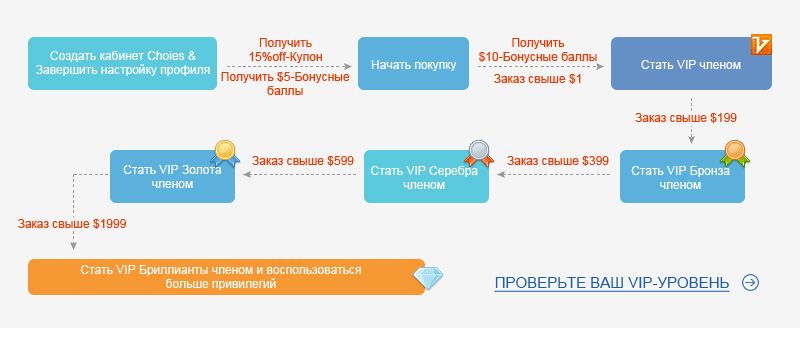 Создать кабинет Choies &
Завершить настройку профиля
Получить
15%off-Купон
Получить $5-Бонусные
баллы
Начать покупку
Получить
$10-Бонусные баллы
Заказ свыше $1
Стать VIP членом
Заказ свыше $199
Стать VIP Бронза
членом
Заказ свыше $399
Стать VIP Серебра
членом
Заказ свыше $599
Стать VIP Золота
членом
Заказ свыше $1999
Стать VIP Бриллианты членом и воспользоваться
больше привилегий
ПРОВЕРЬТЕ ВАШ VIP-УРОВЕНЬ